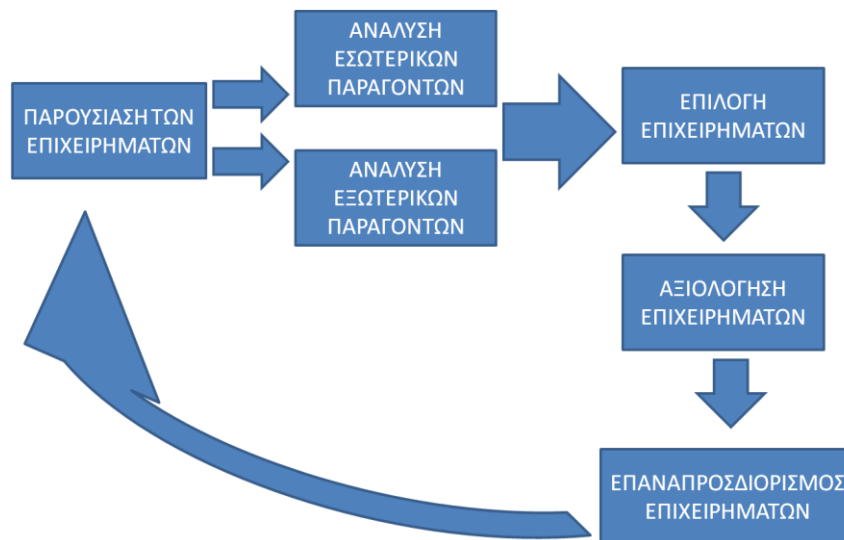 ΠΑΡΟΥΣΙΑΣΗ ΤΩΝ
ΕΠΙΧΕΙΡΗΜΑΤΩΝ
ΑΝΑΛΥΣΗ
ΕΣΩΤΕΡΙΚΩΝ
ΠΑΡΑΓΟΝΤΩΝ
ΑΝΑΛΥΣΗ
ΕΞΩΤΕΡΙΚΩΝ
ΠΑΡΑΓΟΝΤΩΝ
ΕΠΙΛΟΓΗ
ΕΠΙΧΕΙΡΗΜΑΤΩΝ
ΑΞΙΟΛΟΓΗΣΗ
ΕΠΙΧΕΙΡΗΜΑΤΩΝ
ΕΠΑΝΑΠΡΟΣΔΙΟΡΙΣΜΟΣ
ΕΠΙΧΕΙΡΗΜΑΤΩΝ